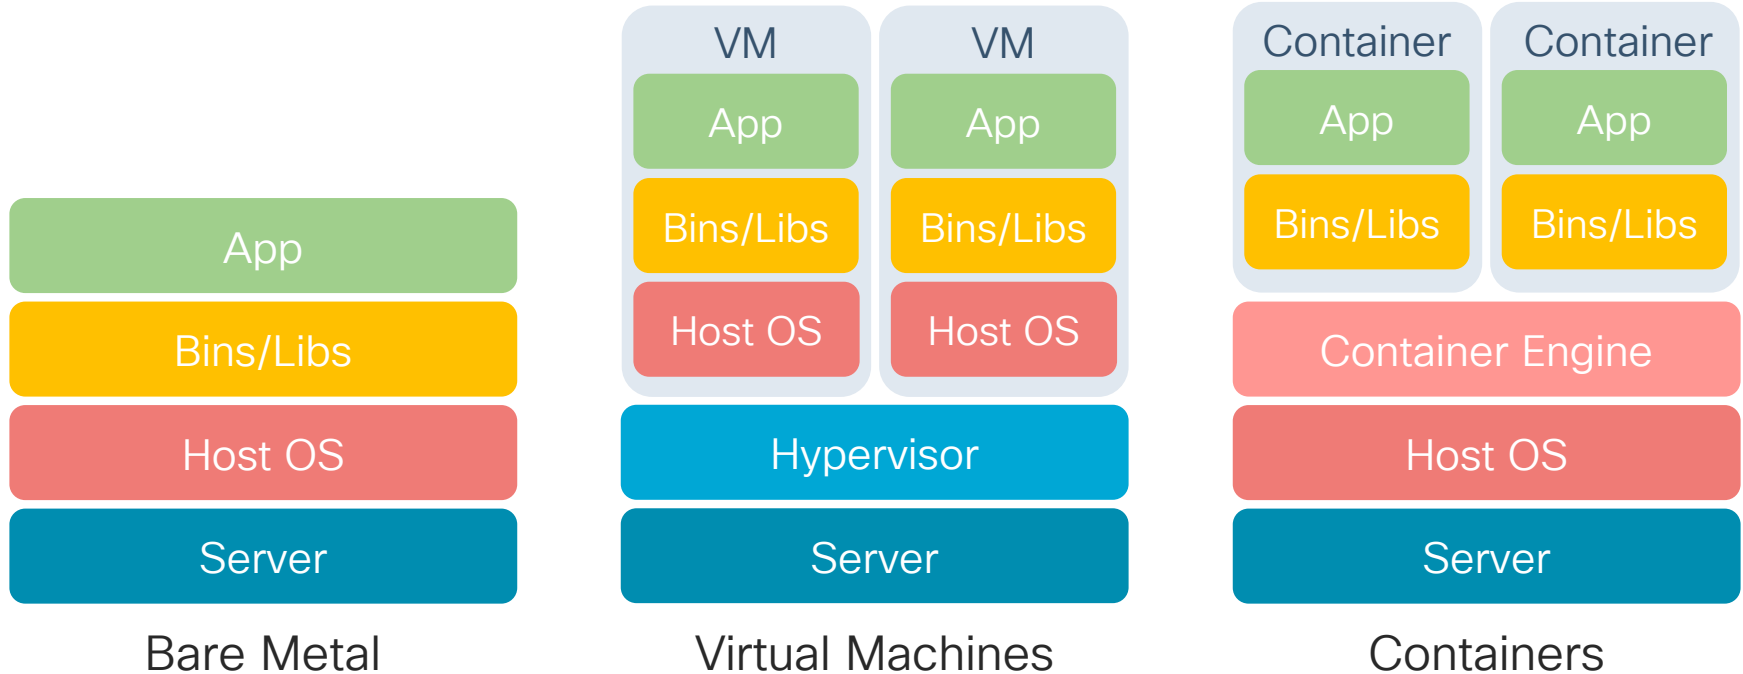 App
Bins/Libs
Host OS
Server
Bare Metal
VM
App
Bins/Libs
Host OS
VM
App
Bins/Libs
Host OS
Hypervisor
Server
Virtual Machines
Container
App
Bins/Libs
Container
App
Bins/Libs
Container Engine
Host OS
Server
Containers